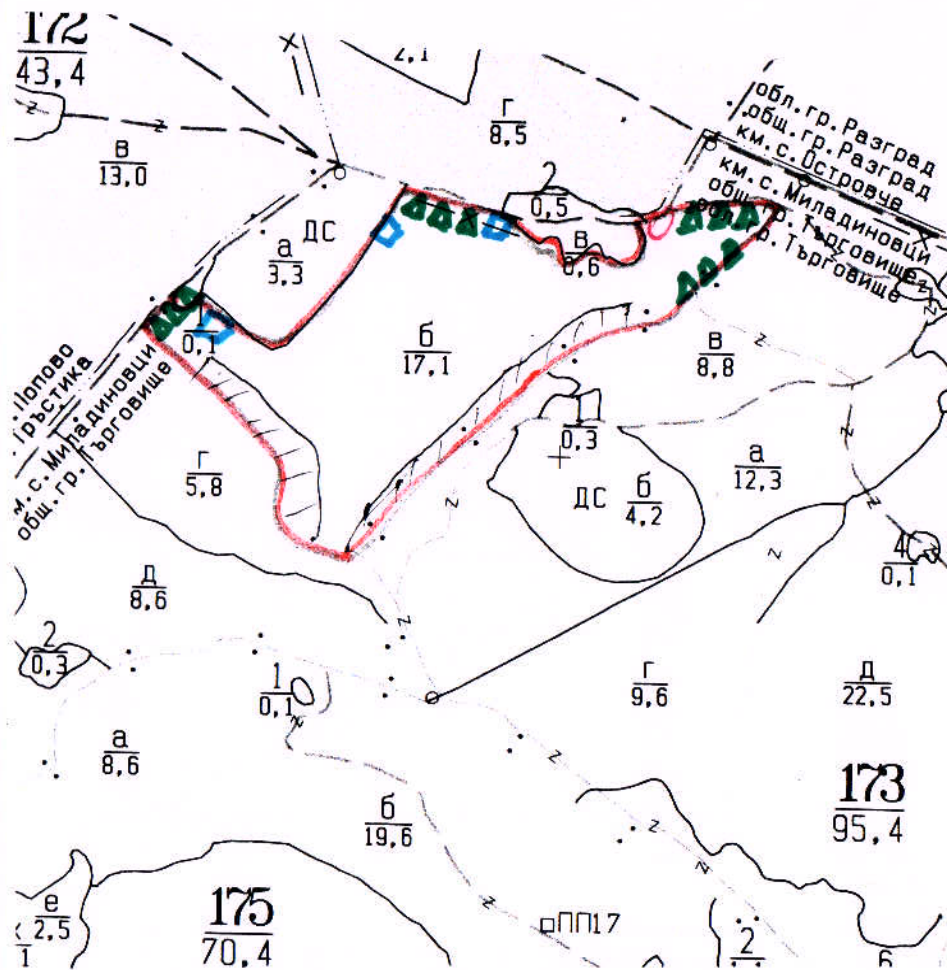 172
43,4
2,1
г
8,5
обл. гр. Разград
общ. гр. Разград
км. с. Островче
км. с. Миладиновци
общ. гр. Търговище
обл. гр. Търговище
в
13,0
2
0,5
ДС
а
3,3
в
0,6
1
0,1
б
17,1
в
8,8
Попово
м. с. Миладиновци
общ. гр. Търговище
г
5,8
1
0,3
ДС
б
4,2
а
12,3
4
0,1
д
8,6
2
0,3
1
0,1
г
9,6
д
22,5
а
8,6
173
95,4
б
19,6
175
70,4
е
2,5
1
ПП17
2
6